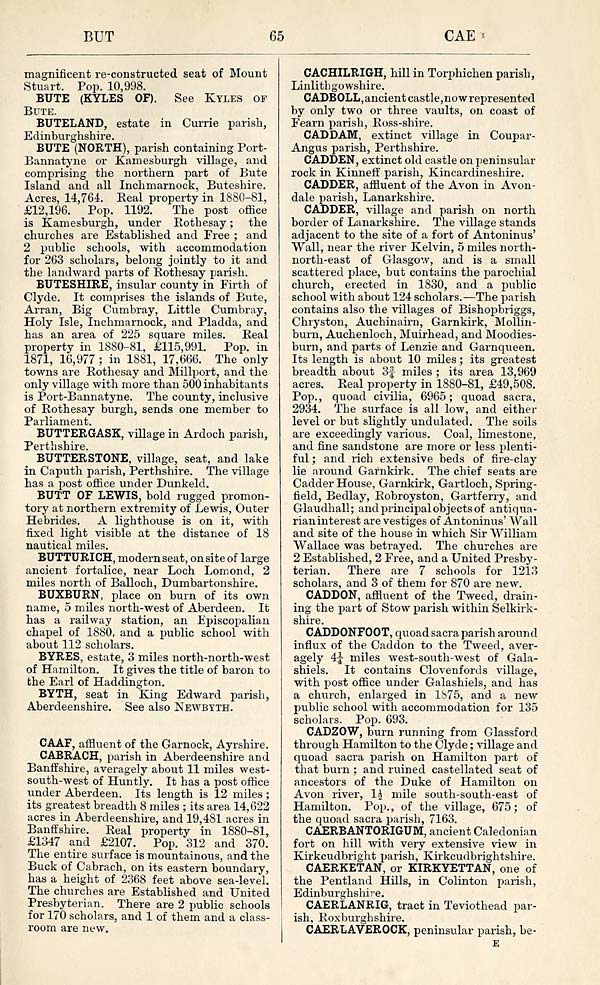 BUT 65 CAE
magnificent re-constructed seat of Mount
Stuart. Pop. 10,998.
BUTE (KYLES OF). See KYLES OF
BUTE.
BUTELAND, estate in Currie parish,
Edinburghshire.
BUTE (NORTH), parish containing Port-
Bannatyne or Kamesburgh village, and
comprising the northern part of Bute
Island and all Inchmarnock, Buteshire.
Acres, 14,764. Real property in 1880-81,
£12,196. Pop. 1192. The post office
is Kamesburgh, under Rothesay; the
churches are Established and Free; and
2 public schools, with accommodation
for 263 scholars, belong jointly to it and
the landward parts of Rothesay parish.
BUTESHIRE, insular county in Firth of
Clyde. It comprises the islands of Bute,
Arran, Big Cumbray, Little Cumbray,
Holy Isle, Inchmarnock, and Pladda, and
has an area of 225 square miles. Real
property in 1880-81, £115,991. Pop. in
1871, 16,977; in 1881, 17,666. The only
towns are Rothesay and Millport, and the
only village with more than 500 inhabitants
is Port-Bannatyne. The county, inclusive
of Rothesay burgh, sends one member to
Parliament.
BUTTERGASK, village in Ardoch parish,
Perthshire.
BUTTERSTONE, village, seat, and lake
in Caputh parish, Perthshire. The village
has a post office under Dunkeld.
BUTT OF LEWIS, bold rugged promon-
tory at northern extremity of Lewis, Outer
Hebrides. A lighthouse is on it, with
fixed light visible at the distance of 18
nautical miles.
BUTTURICH, modern seat, on site of large
ancient fortalice, near Loch Lomond, 2
miles north of Balloch, Dumbartonshire.
BUXBURN, place on burn of its own
name, 5 miles north-west of Aberdeen. It
has a railway station, an Episcopalian
chapel of 1880, and a public school with
about 112 scholars.
BYRES, estate, 3 miles north-north-west
of Hamilton. It gives the title of baron to
the Earl of Haddington.
BYTH, seat in King Edward parish,
Aberdeenshire. See also NEWBYTH.
CAAF, affluent of the Garnock, Ayrshire.
CABRACH, parish in Aberdeenshire and
Banffshire, averagely about 11 miles west-
south-west of Huntly. It has a post office
under Aberdeen. Its length is 12 miles;
its greatest breadth 8 miles; its area 14,622
acres in Aberdeenshire, and 19,481 acres in
Banffshire. Real property in 1880-81,
£1347 and £2107. Pop. 312 and 370.
The entire surface is mountainous, and the
Buck of Cabrach, on its eastern boundary,
has a height of 2368 feet above sea-level.
The churches are Established and United
Presbyterian. There are 2 public schools
for 170 scholars, and 1 of them and a class-
room are new.
CACHILRIGH, hill in Torphichen parish,
Linlithgowshire.
CADBOLL, ancient castle, now represented
by only two or three vaults, on coast of
Fearn parish, Ross-shire.
CADDAM, extinct village in Coupar-
Angus parish, Perthshire.
CADDEN, extinct old castle on peninsular
rock in Kinneff parish, Kincardineshire.
CADDER, affluent of the Avon in Avon-
dale parish, Lanarkshire.
CADDER, village and parish on north
border of Lanarkshire. The village stands
adjacent to the site of a fort of Antoninus'
Wall, near the river Kelvin, 5 miles north-
north-east of Glasgow, and is a small
scattered place, but contains the parochial
church, erected in 1830, and a public
school with about 124 scholars.—The parish
contains also the villages of Bishopbriggs,
Chryston, Auchinairn, Garnkirk, Mollin-
burn, Auchenloch, Muirhead, and Moodies-
burn, and parts of Lenzie and Garnqueen.
Its length is about 10 miles; its greatest
breadth about 3¾ miles; its area 13,969
acres. Real property in 1880-81, £49,508.
Pop., quoad civilia, 6965; quoad sacra,
2934. The surface is all low, and either
level or but slightly undulated. The soils
are exceedingly various. Coal, limestone,
and fine sandstone are more or less plenti-
ful; and rich extensive beds of fire-clay
lie around Garnkirk. The chief seats are
Cadder House, Garnkirk, Gartloch, Spring-
field, Bedlay, Robroyston, Gartferry, and
Glaudhall; and principal objects of antiqua-
rian interest are vestiges of Antoninus' Wall
and site of the house in which Sir William
Wallace was betrayed. The churches are
2 Established, 2 Free, and a United Presby-
terian. There are 7 schools for 1213
scholars, and 3 of them for 870 are new.
CADDON, affluent of the Tweed, drain-
ing the part of Stow parish within Selkirk-
shire.
CADDONFOOT, quoad sacra parish around
influx of the Caddon to the Tweed, aver-
agely 4¼ miles west-south-west of Gala-
shiels. It contains Clovenfords village,
with post office under Galashiels, and has
a church, enlarged in 1875, and a new
public school with accommodation for 135
scholars. Pop. 693.
CADZOW, burn running from Glassford
through Hamilton to the Clyde; village and
quoad sacra parish on Hamilton part of
that burn; and ruined castellated seat of
ancestors of the Duke of Hamilton on
Avon river, 1½ mile south-south-east of
Hamilton. Pop., of the village, 675; of
the quoad sacra parish, 7163.
CAERBANTORIGUM, ancient Caledonian
fort on hill with very extensive view in
Kirkcudbright parish, Kirkcudbrightshire.
CAERKETAN, or KIRKYETTAN, one of
the Pentland Hills, in Colinton parish,
Edinburghshire.
CAERLANRIG, tract in Teviothead par-
ish, Roxburghshire.
CAERLAVEROCK, peninsular parish, be-
E